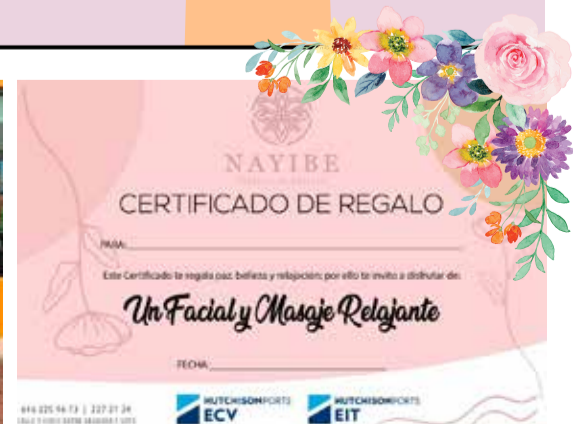 NAYIBE
CERTIFICADO DE REGALO
PARA:
Este Certificado te regala paz, belleza y relajación; por ello te invito a disfrutar de:
Un Facial y Masaje Relajante
FECHA
HUTCHISON PORTS
ECV
HUTCHISON PORTS
EIT